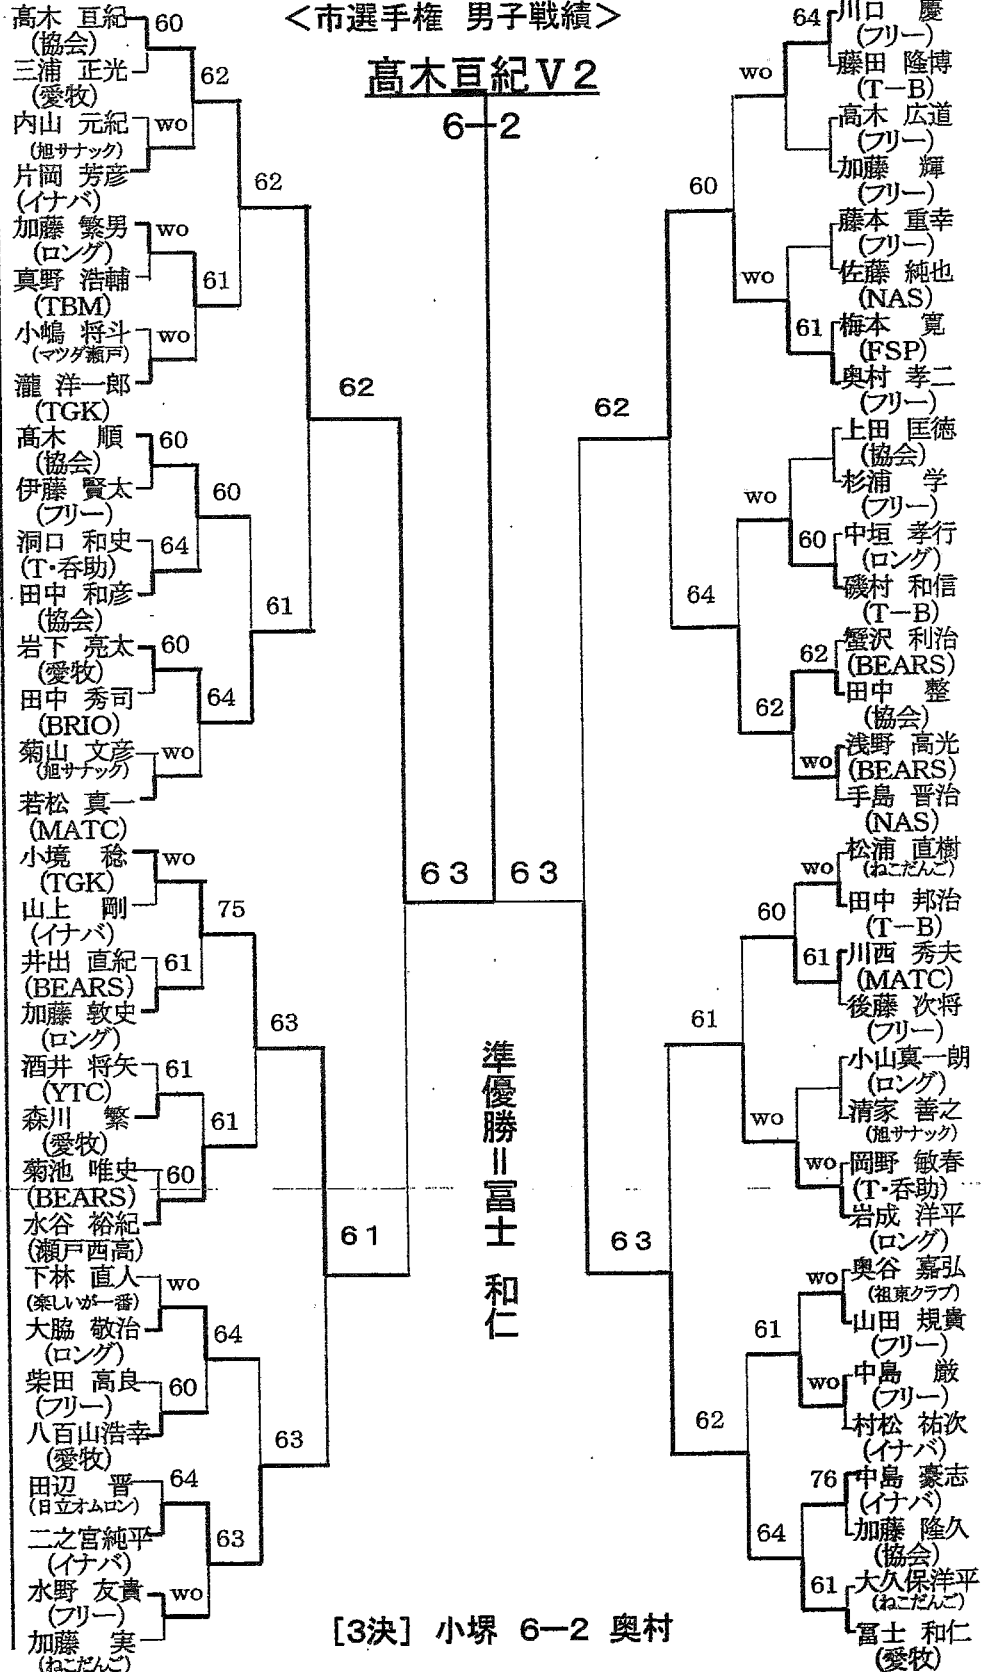 ＜市選手権 男子戦績＞
髙木亘紀Ｖ２
6－2
髙木 亘紀
60
(協会)
三浦 正光
62
(愛牧)
内山 元紀
wo
(旭サナック)
片岡 芳彦
(イナバ)
62
加藤 繁男
wo
(ロング)
真野 浩輔
61
(TBM)
小嶋 将斗
wo
(マツダ瀬戸)
瀧 洋一郎
(TGK)
62
髙木 順
60
(協会)
伊藤 賢太
60
(フリー)
洞口 和史
64
(T・呑助)
田中 和彦
(協会)
61
岩下 亮太
60
(愛牧)
田中 秀司
64
(BRIO)
菊山 文彦
wo
(旭サナック)
若松 真一
(MATC)
63
小境 稔
wo
(TGK)
山上 剛
75
(イナバ)
井出 直紀
61
(BEARS)
加藤 敦史
(ロング)
63
酒井 将矢
61
(YTC)
森川 繁
61
(愛牧)
菊池 唯史
60
(BEARS)
水谷 裕紀
(瀬戸西高)
61
下林 直人
wo
(楽しいが一番)
大脇 敬治
64
(ロング)
柴田 高良
60
(フリー)
八百山浩幸
(愛牧)
63
田辺 晋
64
(日立オムロン)
二之宮純平
63
(イナバ)
水野 友貴
wo
(フリー)
加藤 実
(ねこだんご)
64
川口 慶
(フリー)
wo
藤田 隆博
(T－B)
高木 広道
(フリー)
加藤 輝
(フリー)
60
藤本 重幸
(フリー)
wo
佐藤 純也
(NAS)
61
梅本 寛
(FSP)
奥村 孝二
(フリー)
62
上田 匡徳
(協会)
杉浦 学
(フリー)
wo
60
中垣 孝行
(ロング)
磯村 和信
(T－B)
64
62
蟹沢 利治
(BEARS)
62
田中 整
(協会)
wo
浅野 高光
(BEARS)
手島 晋治
(NAS)
63
wo
松浦 直樹
(ねこだんご)
60
田中 邦治
(T－B)
61
川西 秀夫
(MATC)
後藤 次将
(フリー)
61
小山真一朗
(ロング)
wo
清家 善之
(旭サナック)
wo
岡野 敏春
(T・呑助)
岩成 洋平
(ロング)
63
wo
奥谷 嘉弘
(祖東クラブ)
61
山田 規貴
(フリー)
wo
中島 厳
(フリー)
村松 祐次
(イナバ)
62
76
中島 豪志
(イナバ)
64
加藤 隆久
(協会)
61
大久保洋平
(ねこだんご)
冨士 和仁
(愛牧)
準優勝＝冨士 和仁
[3決] 小堺 6－2 奥村